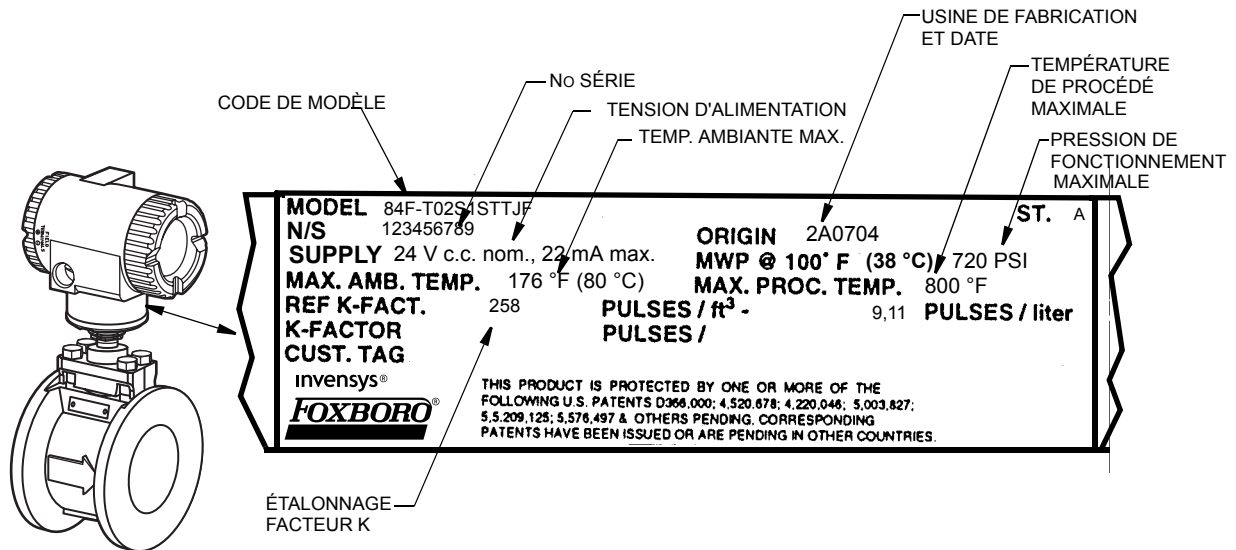 USINE DE FABRICATION
ET DATE
TEMPÉRATURE
DE PROCÉDÉ
MAXIMALE
No SÉRIE
CODE DE MODÈLE
TENSION D'ALIMENTATION
TEMP. AMBIANTE MAX.
PRESSION DE
FONCTIONNEMENT
MAXIMALE
MODEL 84F-T02S1STTJF
ST. A
N/S 123456789
ORIGIN 2A0704
SUPPLY 24 V c.c. nom., 22 mA max.
MWP @ 100° F (38 °C) 720 PSI
MAX. AMB. TEMP. 176 °F (80 °C)
MAX. PROC. TEMP. 800 °F
REF K-FACT. 258 PULSES / ft³ - 9,11 PULSES / liter
K-FACTOR PULSES /
CUST. TAG
invensys®
FOXBORO®
THIS PRODUCT IS PROTECTED BY ONE OR MORE OF THE
FOLLOWING U.S. PATENTS D366,000; 4,520,678; 4,220,046; 5,003,827;
5,5.209,125; 5,576,497 & OTHERS PENDING. CORRESPONDING
PATENTS HAVE BEEN ISSUED OR ARE PENDING IN OTHER COUNTRIES.
ÉTALONNAGE
FACTEUR K
FIELD
TERMINALS